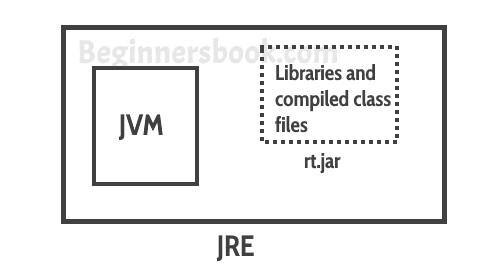 Beginnersbook.com
Libraries and
compiled class
files
JVM
rt.jar
JRE